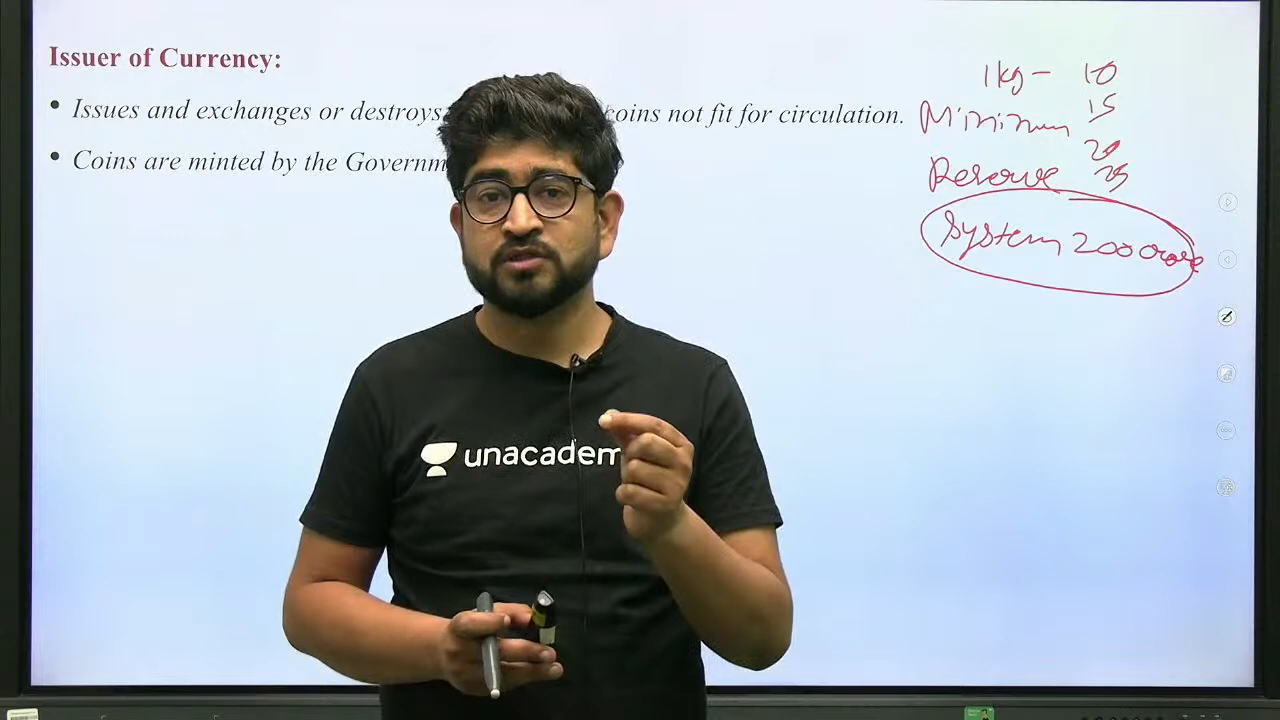 Issuer of Currency:
• Issues and exchanges or destroys coins not fit for circulation.
• Coins are minted by the Governm
1kg - 10
15
Minimum
20
Reserve 25
System 200 crore
unacadem